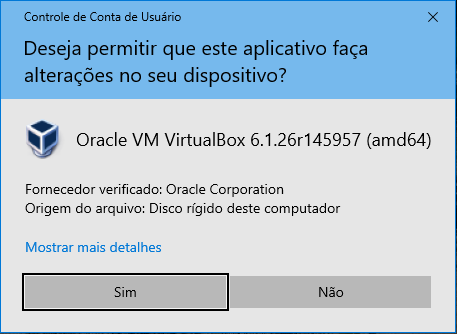 Controle de Conta de Usuário
Deseja permitir que este aplicativo faça
alterações no seu dispositivo?
Oracle VM VirtualBox 6.1.26r145957 (amd64)
Fornecedor verificado: Oracle Corporation
Origem do arquivo: Disco rígido deste computador
Mostrar mais detalhes
Sim
Não